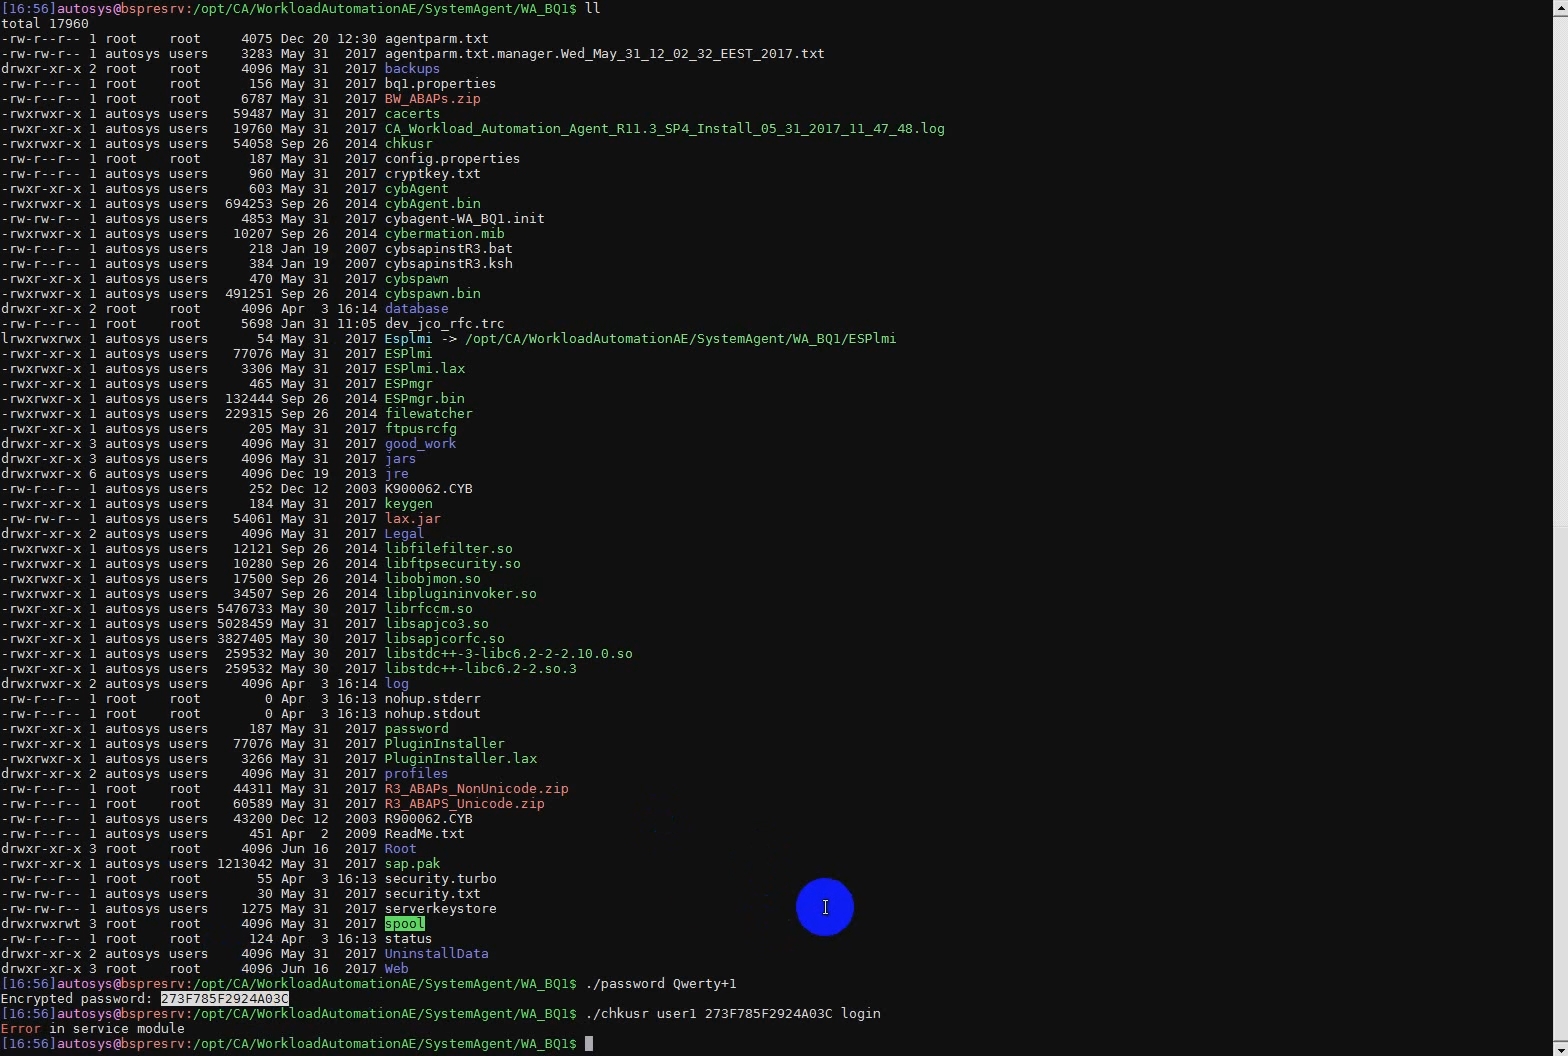 [16:56]autosys@bspresrv:/opt/CA/WorkloadAutomationAE/SystemAgent/WA_BQ1$ ll
total 17960
-rw-r--r-- 1 root    root     4075 Dec 20 12:30 agentparm.txt
-rw-rw-r-- 1 autosys users    3283 May 31  2017 agentparm.txt.manager.Wed_May_31_12_02_32_EEST_2017.txt
drwxr-xr-x 2 root    root     4096 May 31  2017 backups
-rw-r--r-- 1 root    root      156 May 31  2017 bq1.properties
-rw-r--r-- 1 root    root     6787 May 31  2017 BW_ABAPs.zip
-rwxrwxr-x 1 autosys users   59487 May 31  2017 cacerts
-rwxrwxr-x 1 autosys users   19760 May 31  2017 CA_Workload_Automation_Agent_R11.3_SP4_Install_05_31_2017_11_47_48.log
-rwxrwxr-x 1 autosys users   54058 Sep 26  2014 chkusr
-rw-r--r-- 1 root    root      187 May 31  2017 config.properties
-rw-r--r-- 1 autosys users     960 May 31  2017 cryptkey.txt
-rwxr-xr-x 1 autosys users     603 May 31  2017 cybAgent
-rwxrwxr-x 1 autosys users  694253 Sep 26  2014 cybAgent.bin
-rw-rw-r-- 1 autosys users    4853 May 31  2017 cybagent-WA_BQ1.init
-rwxrwxr-x 1 autosys users   10207 Sep 26  2014 cybermation.mib
-rw-r--r-- 1 autosys users     218 Jan 19  2007 cybsapinstR3.bat
-rw-r--r-- 1 autosys users     384 Jan 19  2007 cybsapinstR3.ksh
-rwxr-xr-x 1 autosys users     470 May 31  2017 cybspawn
-rwxrwxr-x 1 autosys users  491251 Sep 26  2014 cybspawn.bin
drwxr-xr-x 2 root    root     4096 Apr  3 16:14 database
-rw-r--r-- 1 root    root     5698 Jan 31 11:05 dev_jco_rfc.trc
lrwxrwxrwx 1 autosys users      54 May 31  2017 Esplmi -> /opt/CA/WorkloadAutomationAE/SystemAgent/WA_BQ1/ESPlmi
-rwxr-xr-x 1 autosys users   77076 May 31  2017 ESPlmi
-rwxrwxr-x 1 autosys users    3306 May 31  2017 ESPlmi.lax
-rwxr-xr-x 1 autosys users     465 May 31  2017 ESPmgr
-rwxrwxr-x 1 autosys users  132444 Sep 26  2014 ESPmgr.bin
-rwxrwxr-x 1 autosys users  229315 Sep 26  2014 filewatcher
-rwxr-xr-x 1 autosys users     205 May 31  2017 ftpusrcfg
drwxr-xr-x 3 autosys users    4096 May 31  2017 good_work
drwxr-xr-x 3 autosys users    4096 May 31  2017 jars
drwxrwxr-x 6 autosys users    4096 Dec 19  2013 jre
-rw-r--r-- 1 autosys users     252 Dec 12  2003 K900062.CYB
-rwxr-xr-x 1 autosys users     184 May 31  2017 keygen
-rw-rw-r-- 1 autosys users   54061 May 31  2017 lax.jar
drwxr-xr-x 2 autosys users    4096 May 31  2017 Legal
-rwxrwxr-x 1 autosys users   12121 Sep 26  2014 libfilefilter.so
-rwxrwxr-x 1 autosys users   10280 Sep 26  2014 libftpsecurity.so
-rwxrwxr-x 1 autosys users   17500 Sep 26  2014 libobjmon.so
-rwxrwxr-x 1 autosys users   34507 Sep 26  2014 libplugininvoker.so
-rwxrwxr-x 1 autosys users 5476733 May 30  2017 librfccm.so
-rwxrwxr-x 1 autosys users 5028459 May 31  2017 libsapjco3.so
-rwxrwxr-x 1 autosys users 3827405 May 30  2017 libsapjcorfc.so
-rwxrwxr-x 1 autosys users  259532 May 30  2017 libstdc++-3-libc6.2-2-2.10.0.so
-rwxrwxr-x 1 autosys users  259532 May 30  2017 libstdc++-libc6.2-2.so.3
drwxrwxr-x 2 autosys users    4096 Apr  3 16:14 log
-rw-r--r-- 1 root    root        0 Apr  3 16:13 nohup.stderr
-rw-r--r-- 1 root    root        0 Apr  3 16:13 nohup.stdout
-rwxr-xr-x 1 autosys users     187 May 31  2017 password
-rwxr-xr-x 1 autosys users   77076 May 31  2017 PluginInstaller
-rwxr-xr-x 1 autosys users    3266 May 31  2017 PluginInstaller.lax
drwxr-xr-x 2 autosys users    4096 May 31  2017 profiles
-rw-r--r-- 1 root    root    44311 May 31  2017 R3_ABAPs_NonUnicode.zip
-rw-r--r-- 1 root    root    60589 May 31  2017 R3_ABAPS_Unicode.zip
-rw-r--r-- 1 autosys users   43200 Dec 12  2003 R900062.CYB
-rw-r--r-- 1 autosys users     451 Apr  2  2009 ReadMe.txt
drwxr-xr-x 3 root    root     4096 Jun 16  2017 Root
-rwxr-xr-x 1 autosys users 1213042 May 31  2017 sap.pak
-rw-r--r-- 1 root    root       55 Apr  3 16:13 security.turbo
-rw-rw-r-- 1 autosys users      30 May 31  2017 security.txt
-rw-rw-r-- 1 autosys users    1275 May 31  2017 serverkeystore
drwxrwxrwt 3 root    root     4096 May 31  2017 spool
-rw-r--r-- 1 root    root      124 Apr  3 16:13 status
drwxrwxr-x 2 autosys users    4096 May 31  2017 UninstallData
drwxr-xr-x 3 root    root     4096 Jun 16  2017 Web
[16:56]autosys@bspresrv:/opt/CA/WorkloadAutomationAE/SystemAgent/WA_BQ1$ ./password Qwerty+1
Encrypted password: 273F785F2924A03C
[16:56]autosys@bspresrv:/opt/CA/WorkloadAutomationAE/SystemAgent/WA_BQ1$ ./chkusr user1 273F785F2924A03C login
Error in service module
[16:56]autosys@bspresrv:/opt/CA/WorkloadAutomationAE/SystemAgent/WA_BQ1$